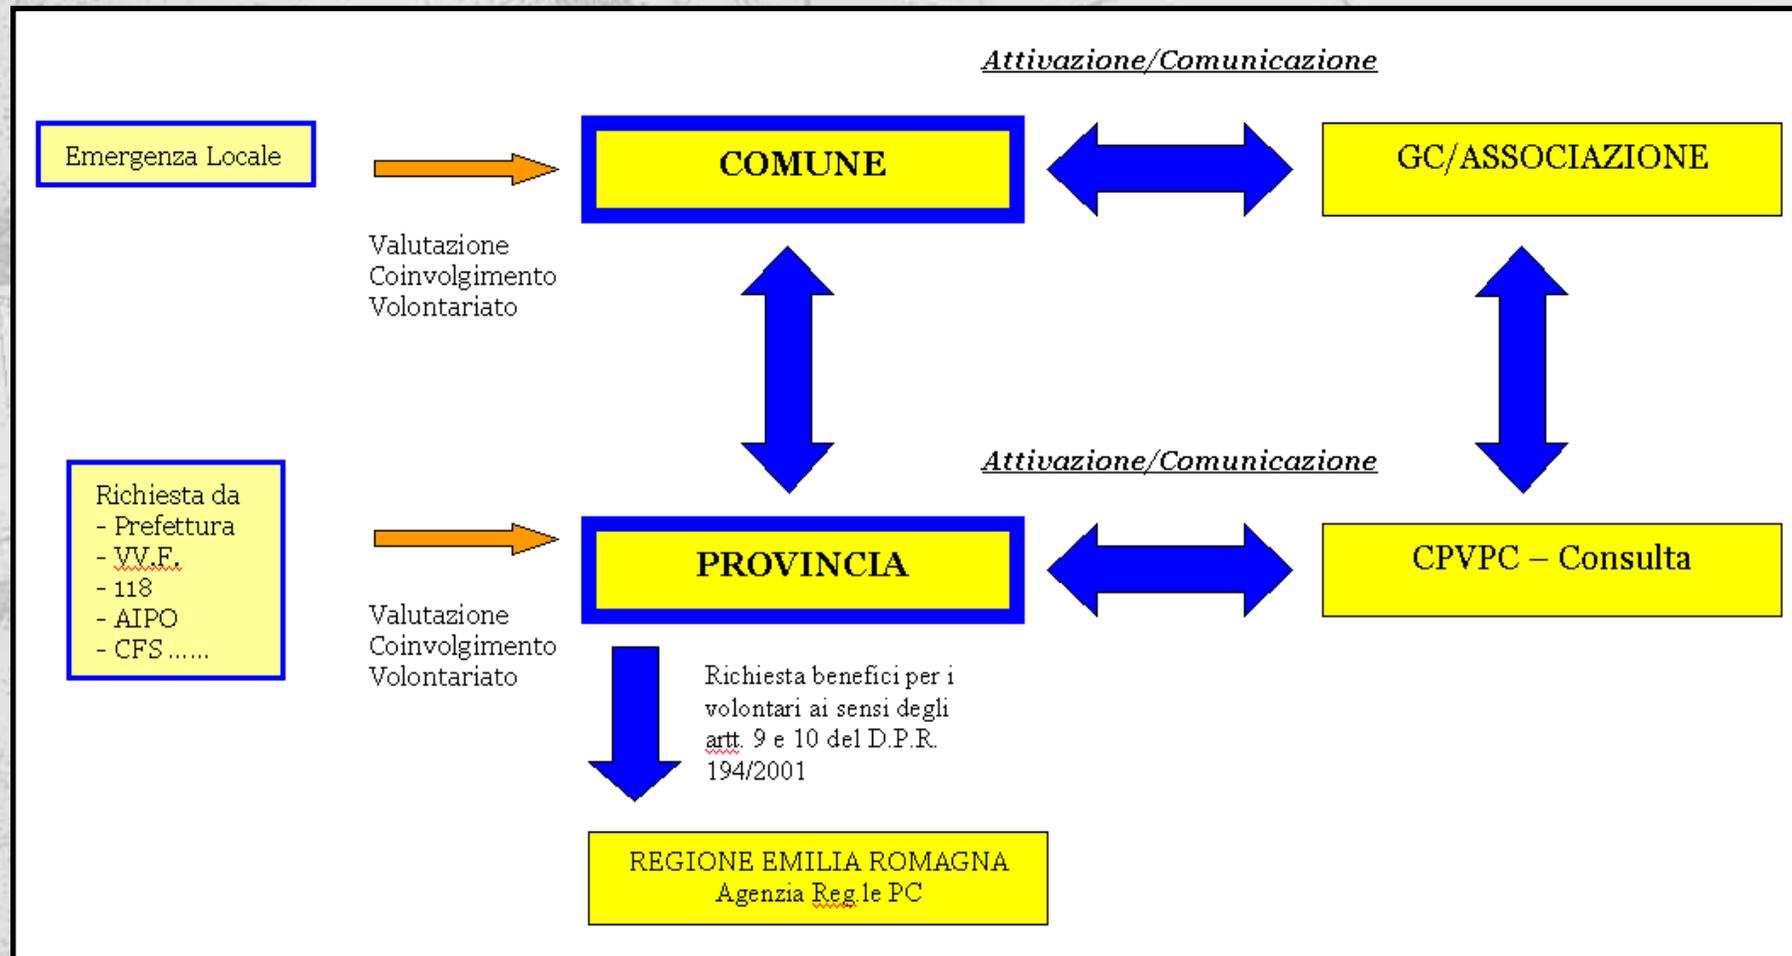 Attivazione/Comunicazione
Emergenza Locale
COMUNE
GC/ASSOCIAZIONE
Valutazione
Coinvolgimento
Volontariato
Attivazione/Comunicazione
Richiesta da
- Prefettura
- VV.F.
- 118
- AIPO
- CFS ......
PROVINCIA
CPVPC – Consulta
Valutazione
Coinvolgimento
Volontariato
Richiesta benefici per i
volontari ai sensi degli
artt. 9 e 10 del D.P.R.
194/2001
REGIONE EMILIA ROMAGNA
Agenzia Reg.le PC